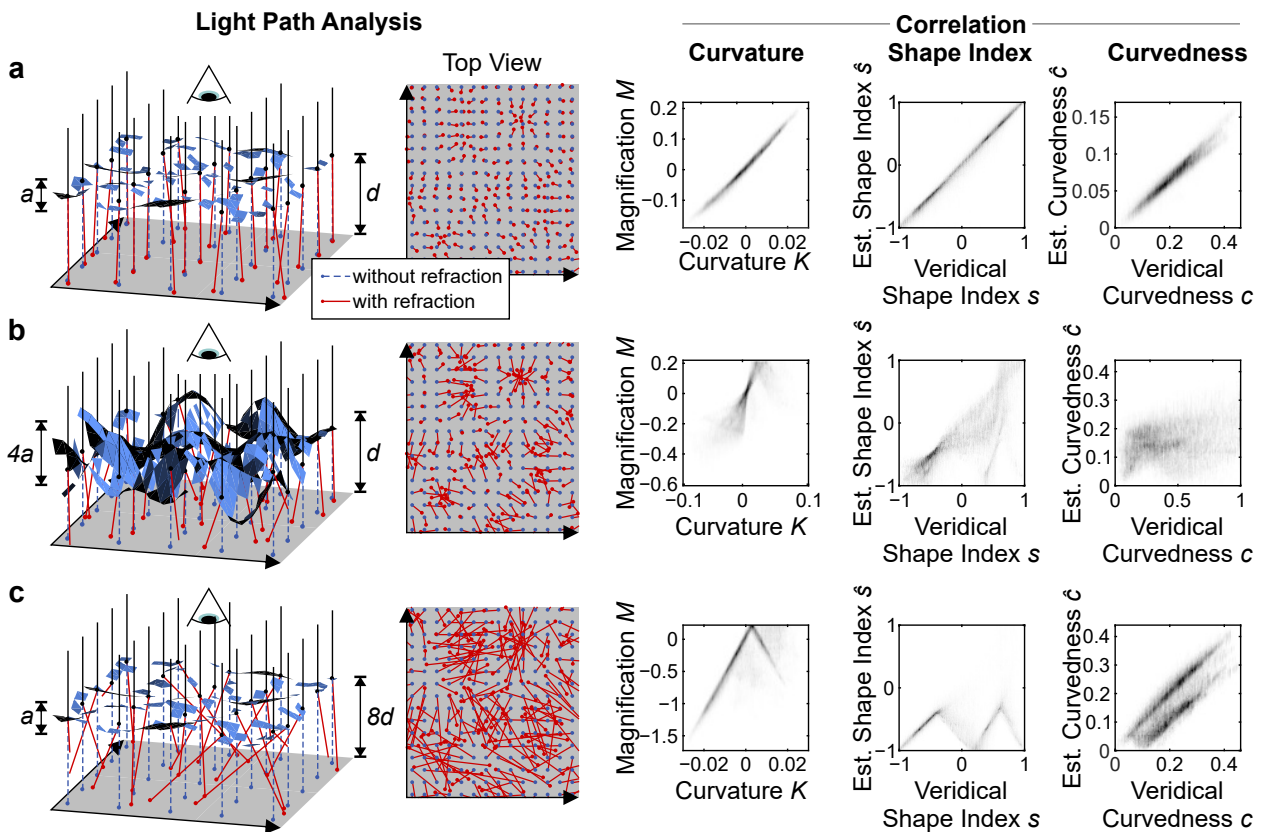 Light Path Analysis
Correlation
Curvature
Shape Index
Curvedness
a
Top View
a
d
without refraction
with refraction
Magnification M
0.2
0.1
0
−0.1
−0.02 0 0.02
Curvature K
Est. Shape Index ŝ
1
0
−1
−1 0 1
Veridical
Shape Index s
Est. Curvedness ĉ
0.15
0.1
0.05
0
0 0.2 0.4
Veridical
Curvedness c
b
4a
d
Magnification M
0.2
0
−0.2
−0.4
−0.6
−0.1 0 0.1
Curvature K
Est. Shape Index ŝ
1
0
−1
−1 0 1
Veridical
Shape Index s
Est. Curvedness ĉ
0.4
0.3
0.2
0.1
0
0 0.5 1
Veridical
Curvedness c
c
a
8d
Magnification M
0
−0.5
−1
−1.5
−0.02 0 0.02
Curvature K
Est. Shape Index ŝ
1
0
−1
−1 0 1
Veridical
Shape Index s
Est. Curvedness ĉ
0.4
0.3
0.2
0.1
0
0 0.2 0.4
Veridical
Curvedness c